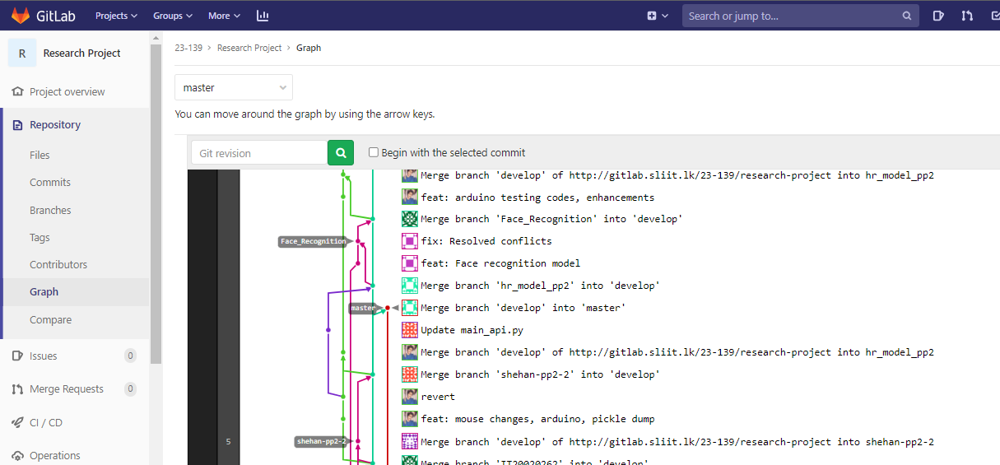 GitLab Projects Groups More Search or jump to...
R Research Project
23-139 > Research Project > Graph
master
Project overview
You can move around the graph by using the arrow keys.
Repository
Files
Commits
Branches
Tags
Contributors
Graph
Compare
Issues 0
Merge Requests 0
CI / CD
Operations
Git revision
Begin with the selected commit
Merge branch 'develop' of http://gitlab.sliit.lk/23-139/research-project into hr_model_pp2
feat: arduino testing codes, enhancements
Merge branch 'Face_Recognition' into 'develop'
Face_Recognition fix: Resolved conflicts
feat: Face recognition model
Merge branch 'hr_model_pp2' into 'develop'
master Merge branch 'develop' into 'master'
Update main_api.py
Merge branch 'develop' of http://gitlab.sliit.lk/23-139/research-project into hr_model_pp2
Merge branch 'shehan-pp2-2' into 'develop'
revert
feat: mouse changes, arduino, pickle dump
5 shehan-pp2-2 Merge branch 'develop' of http://gitlab.sliit.lk/23-139/research-project into shehan-pp2-2
Merge branch 'IT20020262' into 'develop'